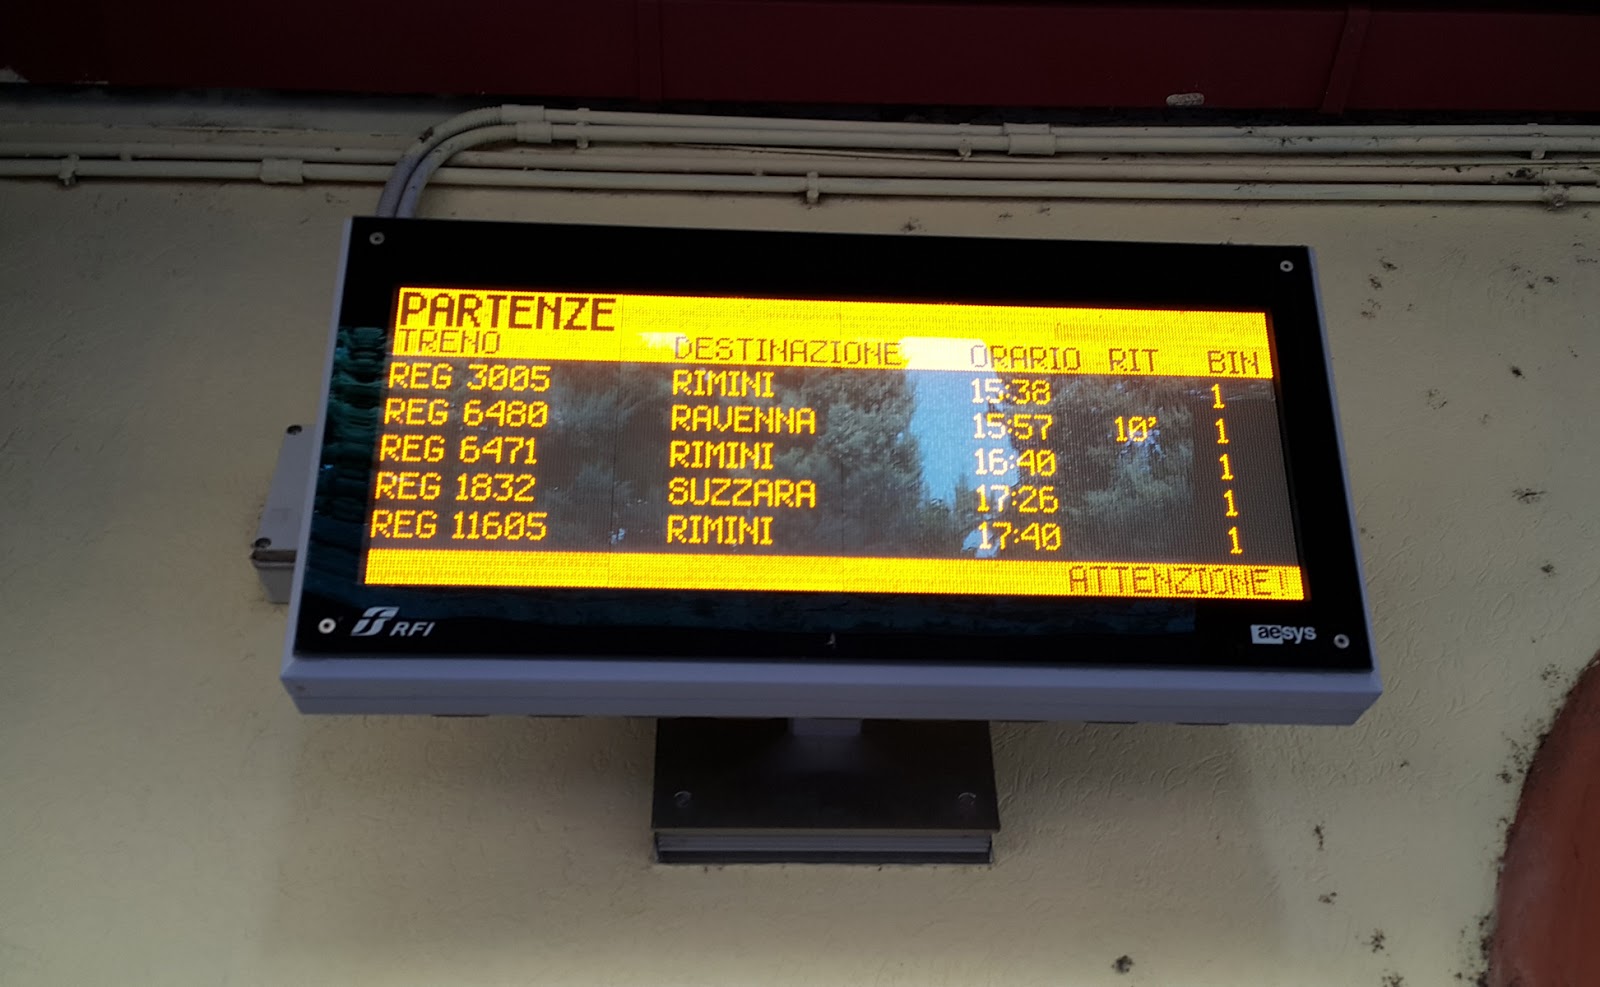 PARTENZE
TRENO DESTINAZIONE ORARIO RIT BIN
REG 3005 RIMINI 15:38 1
REG 6480 RAVENNA 15:57 10' 1
REG 6471 RIMINI 16:40 1
REG 1832 SUZZARA 17:26 1
REG 11605 RIMINI 17:40 1
ATTENZIONE!
RFI aesys